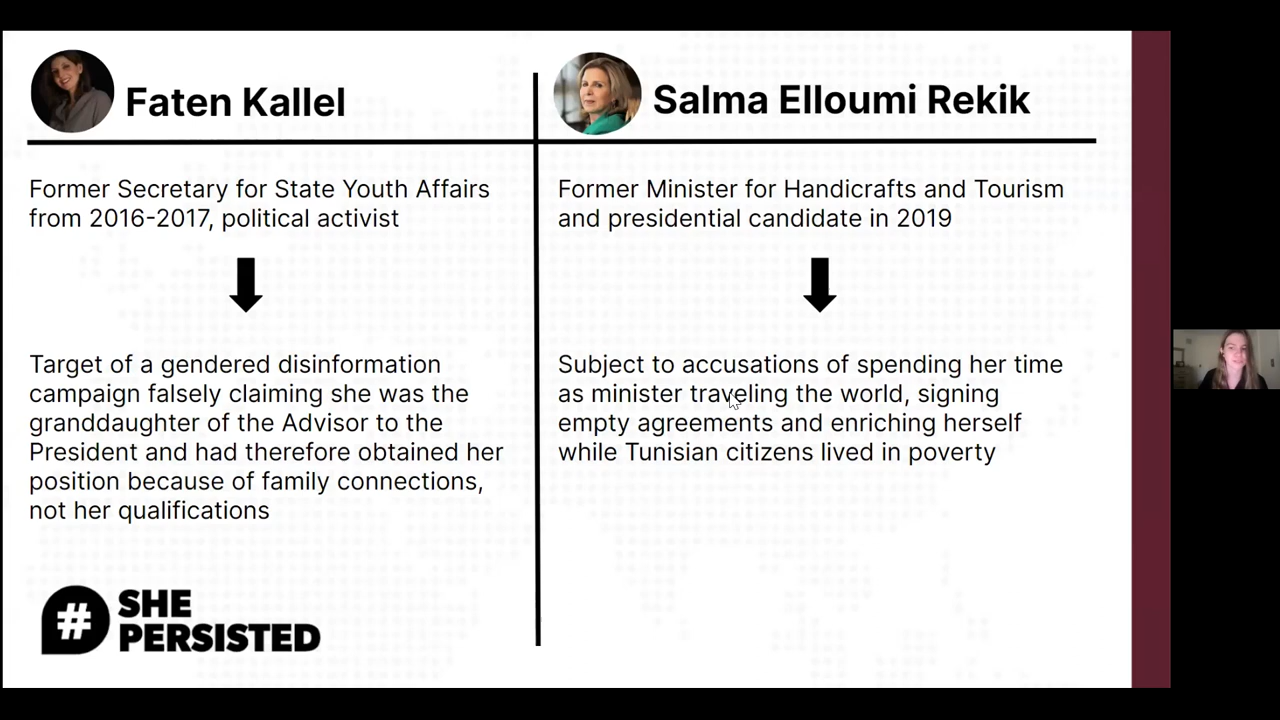 Faten Kallel
Former Secretary for State Youth Affairs
from 2016-2017, political activist
Target of a gendered disinformation
campaign falsely claiming she was the
granddaughter of the Advisor to the
President and had therefore obtained her
position because of family connections,
not her qualifications
Salma Elloumi Rekik
Former Minister for Handicrafts and Tourism
and presidential candidate in 2019
Subject to accusations of spending her time
as minister traveling the world, signing
empty agreements and enriching herself
while Tunisian citizens lived in poverty
# SHE
PERSISTED